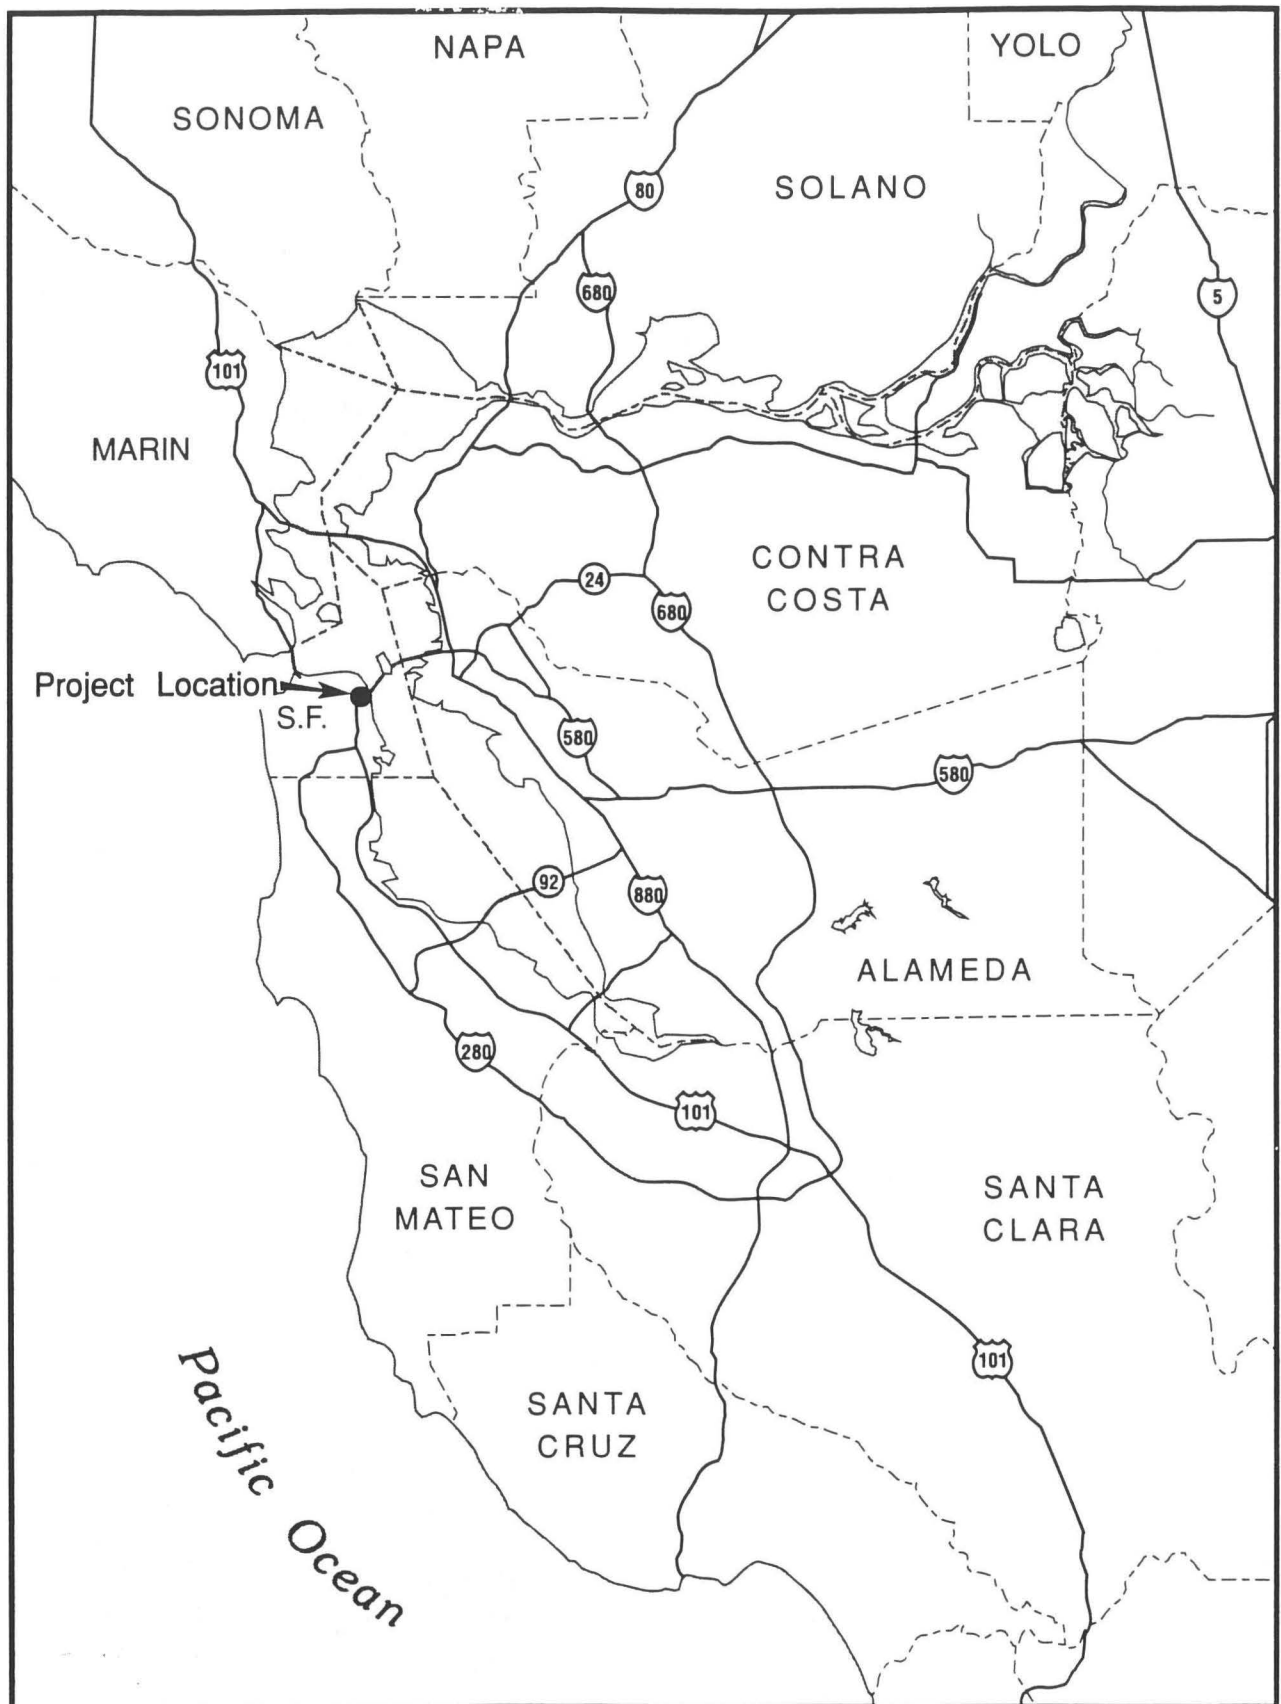 NAPA
YOLO
SONOMA
80
SOLANO
680
5
101
MARIN
CONTRA
COSTA
24
680
Project Location
S.F.
580
580
92
880
ALAMEDA
280
101
SAN
MATEO
SANTA
CLARA
101
SANTA
CRUZ
Pacific Ocean